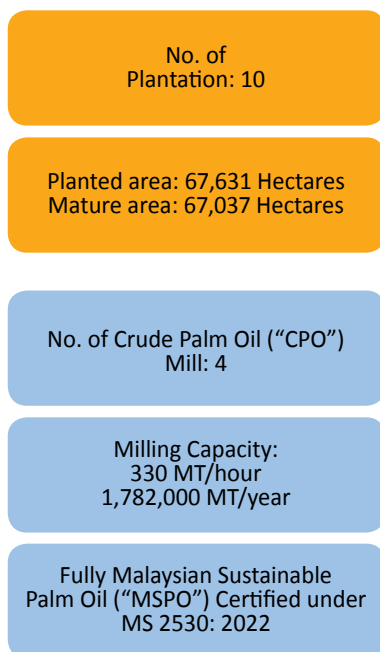 No. of
Plantation: 10
Planted area: 67,631 Hectares
Mature area: 67,037 Hectares
No. of Crude Palm Oil (“CPO”)
Mill: 4
Milling Capacity:
330 MT/hour
1,782,000 MT/year
Fully Malaysian Sustainable
Palm Oil (“MSPO”) Certified under
MS 2530: 2022